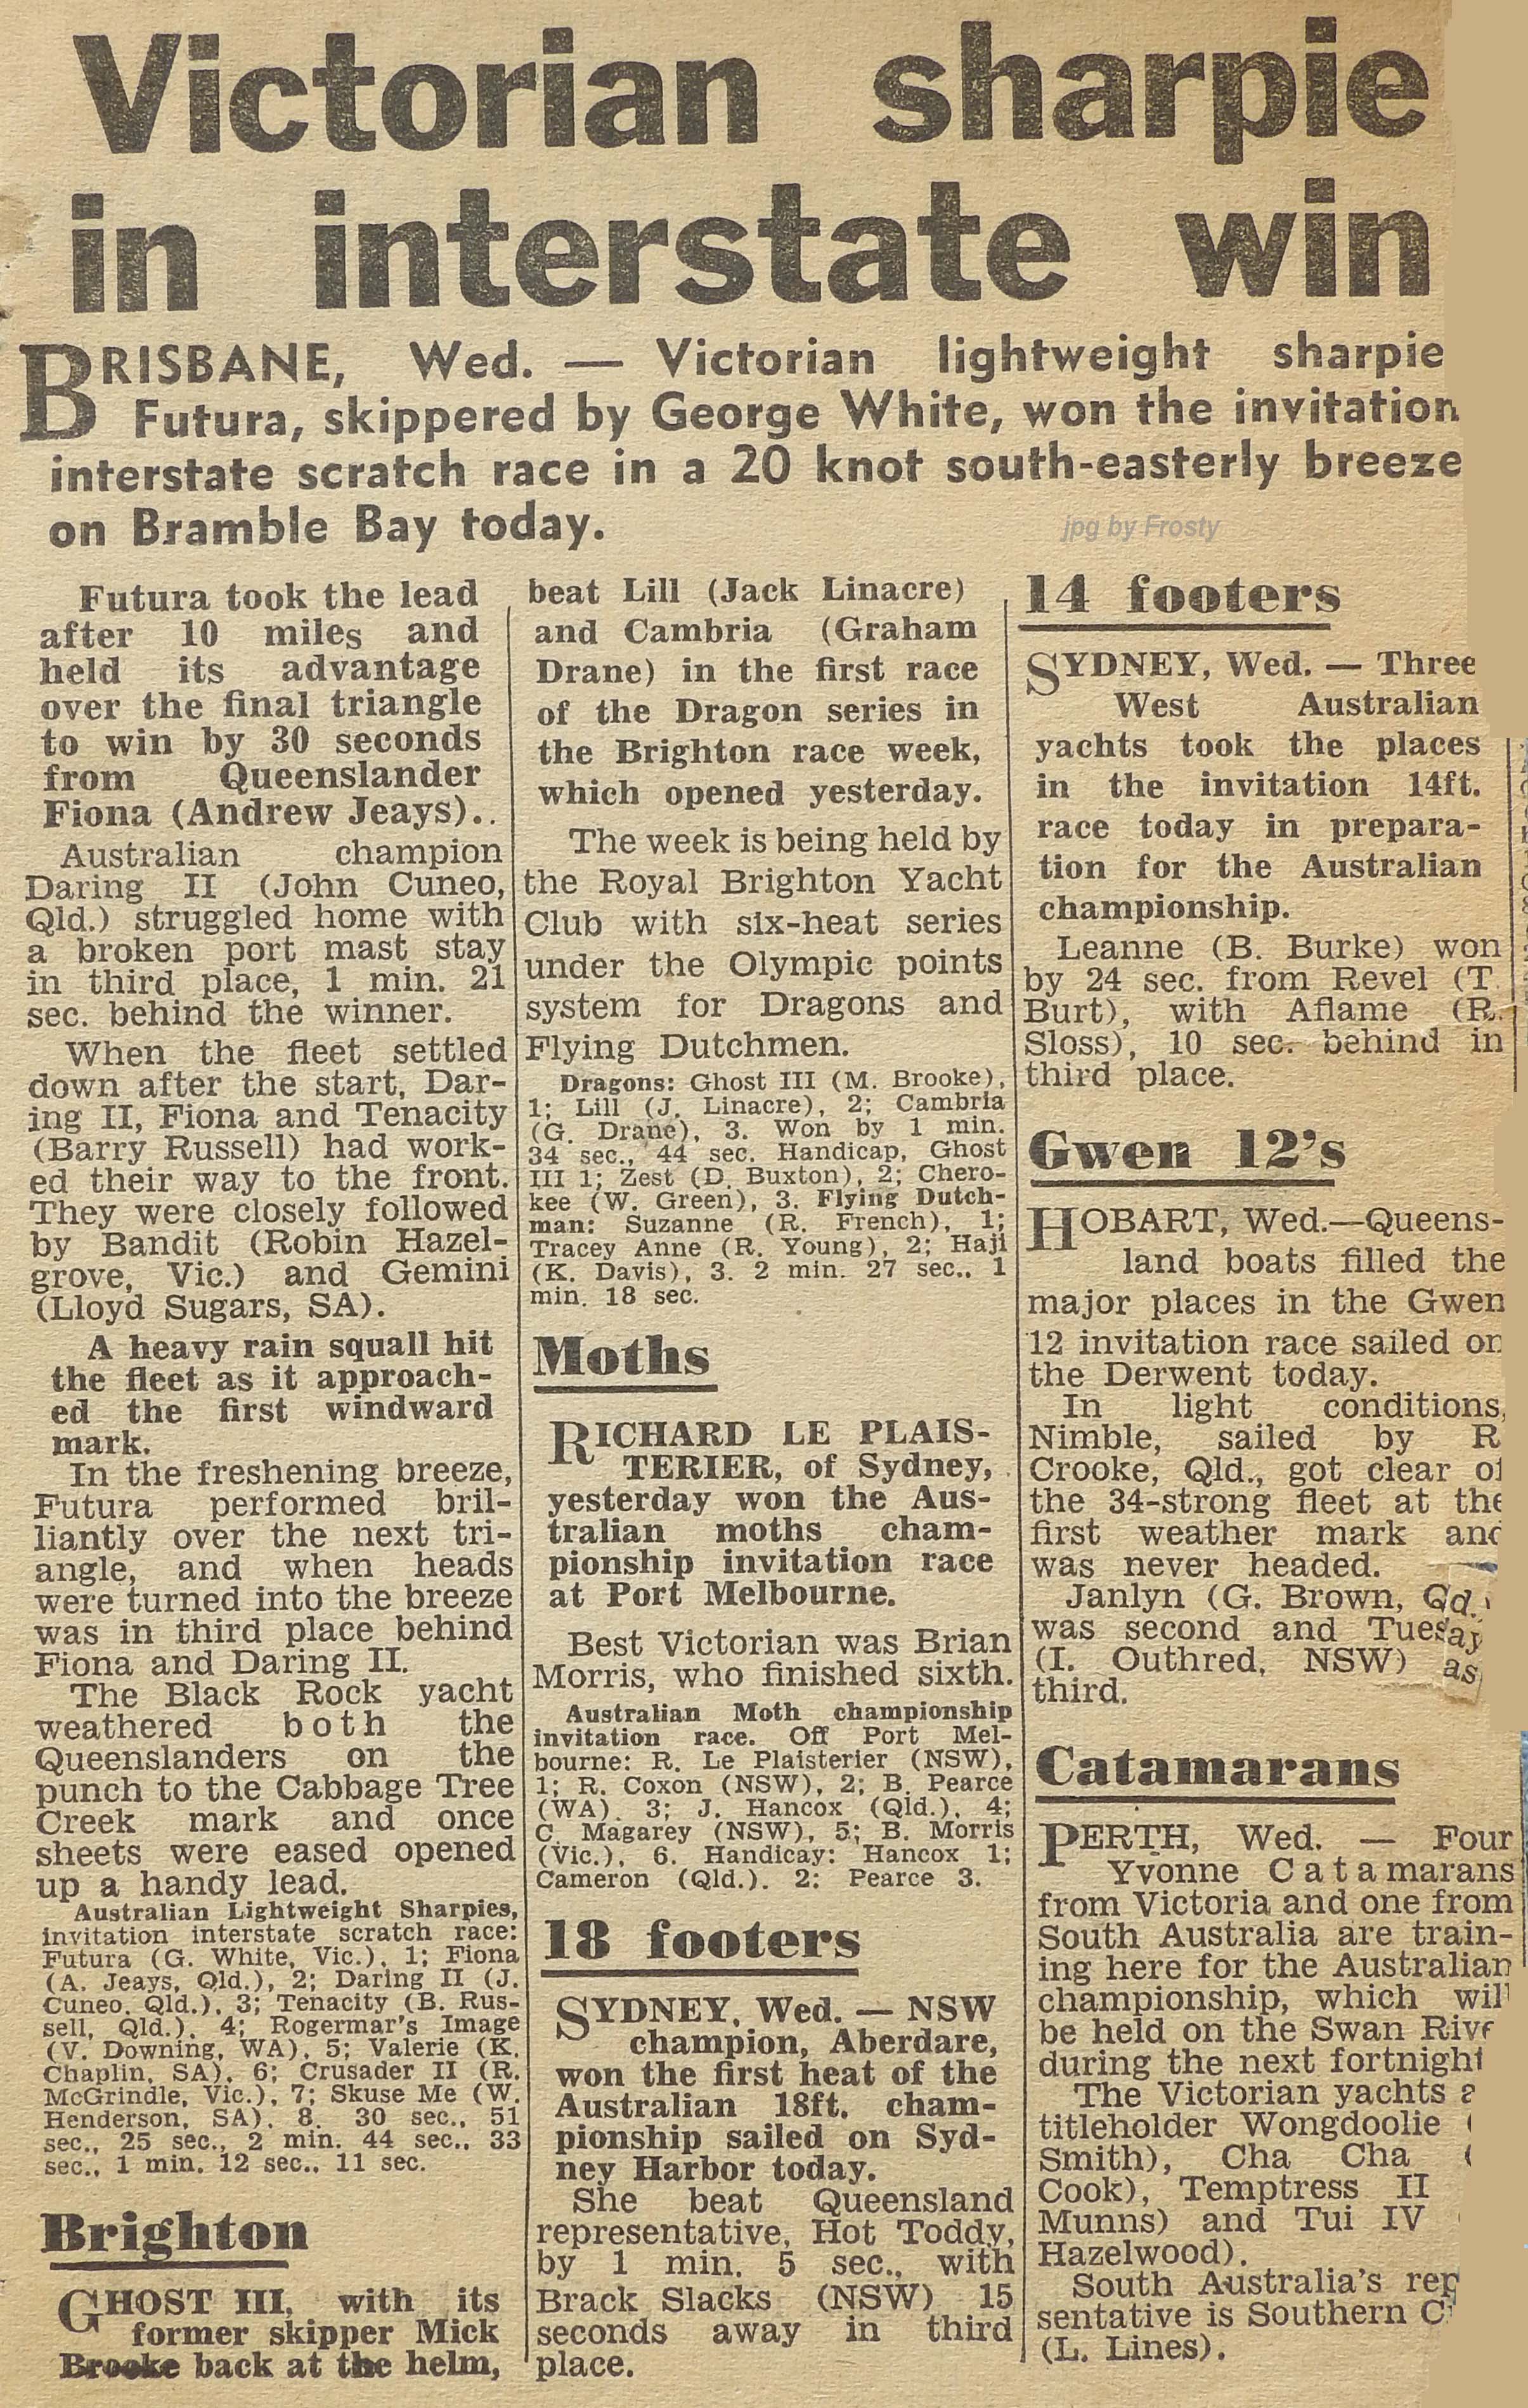 Victorian sharpie
in interstate win
BRISBANE, Wed. — Victorian lightweight sharpie
Futura, skippered by George White, won the invitation
interstate scratch race in a 20 knot south-easterly breeze
on Bramble Bay today.
jpg by Frosty
Futura took the lead
after 10 miles and
held its advantage
over the final triangle
to win by 30 seconds
from Queenslander
Fiona (Andrew Jeays)..
Australian champion
Daring II (John Cuneo,
Qld.) struggled home with
a broken port mast stay
in third place, 1 min. 21
sec. behind the winner.
When the fleet settled
down after the start, Dar-
ing II, Fiona and Tenacity
(Barry Russell) had work-
ed their way to the front.
They were closely followed
by Bandit (Robin Hazel-
grove, Vic.) and Gemini
(Lloyd Sugars, SA).
A heavy rain squall hit
the fleet as it approach-
ed the first windward
mark.
In the freshening breeze,
Futura performed bril-
liantly over the next tri-
angle, and when heads
were turned into the breeze
was in third place behind
Fiona and Daring II.
The Black Rock yacht
weathered both the
Queenslanders on the
punch to the Cabbage Tree
Creek mark and once
sheets were eased opened
up a handy lead.
Australian Lightweight Sharpies,
invitation interstate scratch race:
Futura (G. White, Vic.), 1; Fiona
(A. Jeays, Qld.), 2; Daring II (J.
Cuneo, Qld.), 3; Tenacity (B. Rus-
sell, Qld.), 4; Rogermar's Image
(V. Downing, WA), 5; Valerie (K.
Chaplin, SA), 6; Crusader II (R.
McGrindle, Vic.), 7; Skuse Me (W.
Henderson, SA), 8. 30 sec., 51
sec., 25 sec., 2 min. 44 sec., 33
sec., 1 min. 12 sec., 11 sec.
Brighton
GHOST III, with its
former skipper Mick
Brooke back at the helm,
beat Lill (Jack Linacre)
and Cambria (Graham
Drane) in the first race
of the Dragon series in
the Brighton race week,
which opened yesterday.
The week is being held by
the Royal Brighton Yacht
Club with six-heat series
under the Olympic points
system for Dragons and
Flying Dutchmen.
Dragons: Ghost III (M. Brooke),
1; Lill (J. Linacre), 2; Cambria
(G. Drane), 3. Won by 1 min.
34 sec., 44 sec. Handicap, Ghost
III 1; Zest (D. Buxton), 2; Chero-
kee (W. Green), 3. Flying Dutch-
man: Suzanne (R. French), 1;
Tracey Anne (R. Young), 2; Haji
(K. Davis), 3. 2 min. 27 sec., 1
min. 18 sec.
Moths
RICHARD LE PLAIS-
TERIER, of Sydney,
yesterday won the Aus-
tralian moths cham-
pionship invitation race
at Port Melbourne.
Best Victorian was Brian
Morris, who finished sixth.
Australian Moth championship
invitation race. Off Port Mel-
bourne: R. Le Plaisterier (NSW),
1; R. Coxon (NSW), 2; B. Pearce
(WA), 3; J. Hancox (Qld.), 4;
C. Magarey (NSW), 5; B. Morris
(Vic.), 6. Handicay: Hancox 1;
Cameron (Qld.), 2; Pearce 3.
18 footers
SYDNEY, Wed. — NSW
champion, Aberdare,
won the first heat of the
Australian 18ft. cham-
pionship sailed on Syd-
ney Harbor today.
She beat Queensland
representative, Hot Toddy,
by 1 min. 5 sec., with
Brack Slacks (NSW) 15
seconds away in third
place.
14 footers
SYDNEY, Wed. — Three
West Australian
yachts took the places
in the invitation 14ft.
race today in prepara-
tion for the Australian
championship.
Leanne (B. Burke) won
by 24 sec. from Revel (T.
Burt), with Aflame (R.
Sloss), 10 sec. behind in
third place.
Gwen 12's
HOBART, Wed.—Queens-
land boats filled the
major places in the Gwen
12 invitation race sailed on
the Derwent today.
In light conditions,
Nimble, sailed by R
Crooke, Qld., got clear of
the 34-strong fleet at the
first weather mark and
was never headed.
Janlyn (G. Brown, Qd.)
was second and Tuesay
(I. Outhred, NSW) as
third.
Catamarans
PERTH, Wed. — Four
Yvonne Catamarans
from Victoria and one from
South Australia are train-
ing here for the Australian
championship, which will
be held on the Swan Rive
during the next fortnight
The Victorian yachts a
titleholder Wongdoolie (
Smith), Cha Cha (
Cook), Temptress II
Munns) and Tui IV
Hazelwood).
South Australia's rep
sentative is Southern C
(L. Lines).